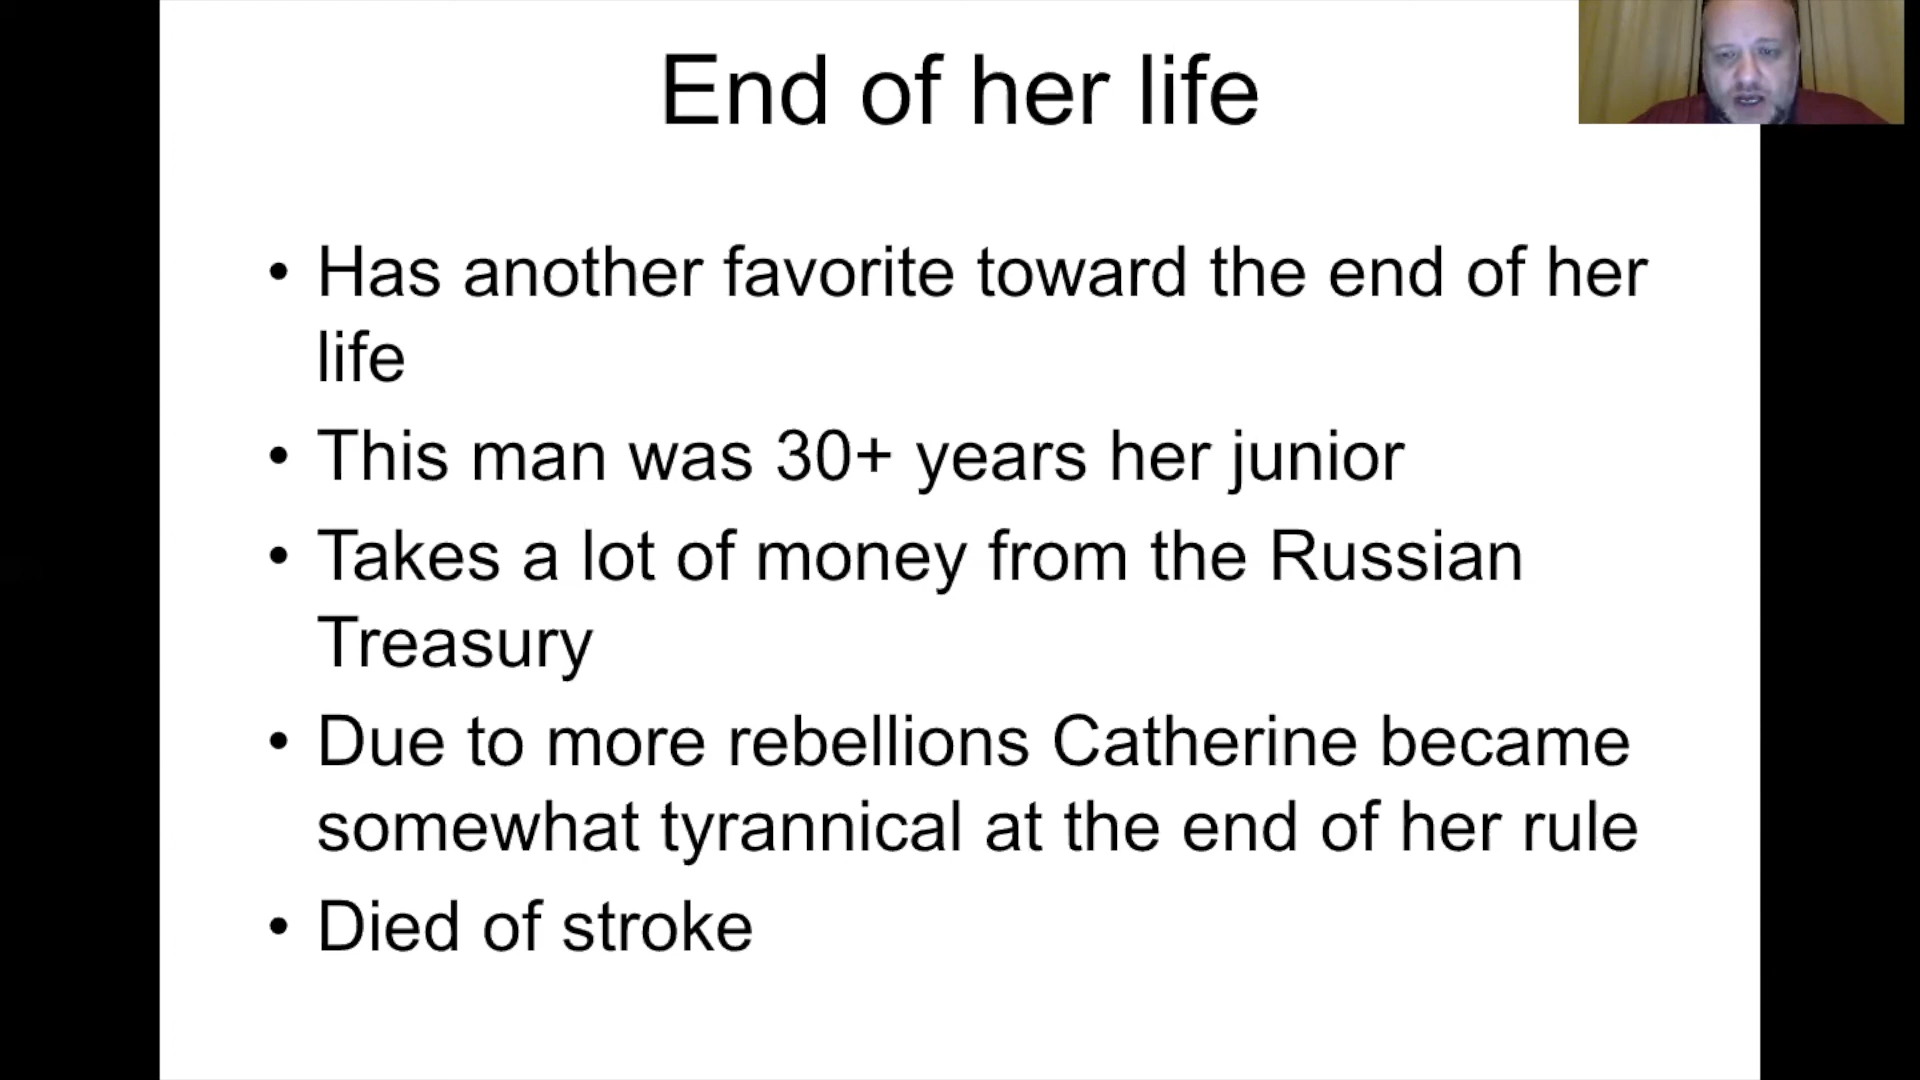 End of her life
• Has another favorite toward the end of her
life
• This man was 30+ years her junior
• Takes a lot of money from the Russian
Treasury
• Due to more rebellions Catherine became
somewhat tyrannical at the end of her rule
• Died of stroke